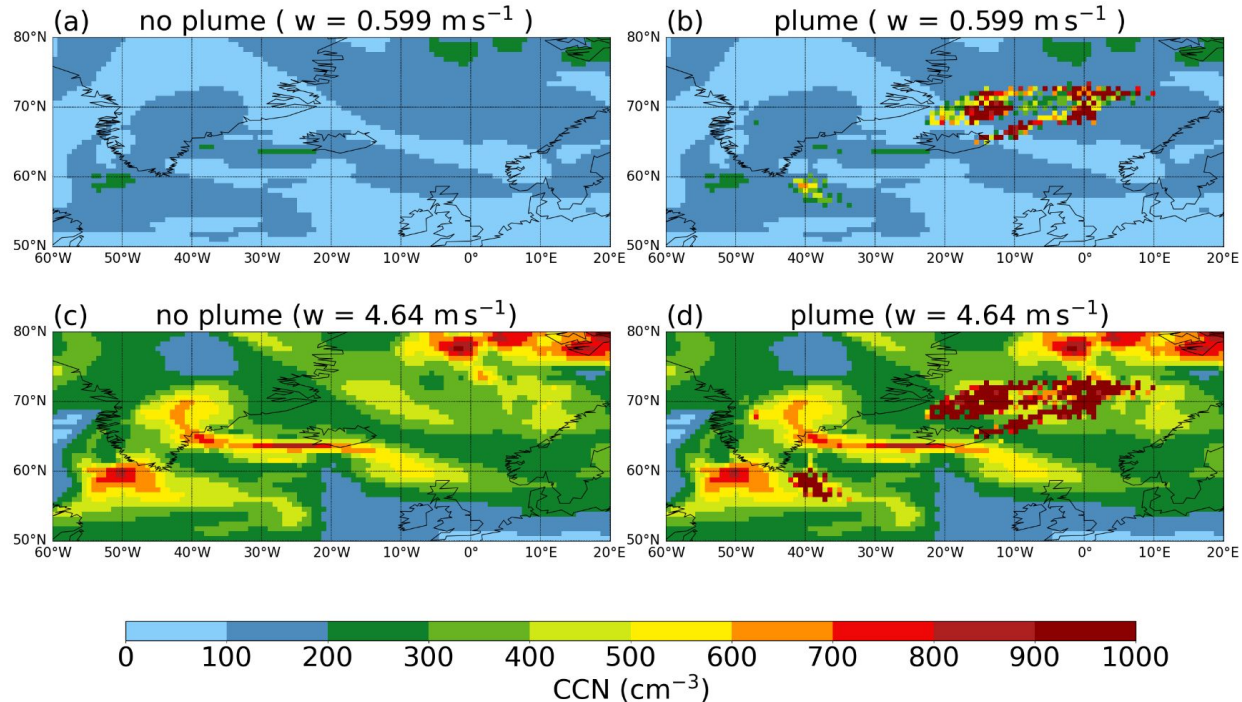 (a) no plume ( w = 0.599 m s⁻¹ )
80°N
70°N
60°N
50°N
60°W 50°W 40°W 30°W 20°W 10°W 0° 10°E 20°E
(b) plume ( w = 0.599 m s⁻¹ )
80°N
70°N
60°N
50°N
60°W 50°W 40°W 30°W 20°W 10°W 0° 10°E 20°E
(c) no plume (w = 4.64 m s⁻¹)
80°N
70°N
60°N
50°N
60°W 50°W 40°W 30°W 20°W 10°W 0° 10°E 20°E
(d) plume (w = 4.64 m s⁻¹)
80°N
70°N
60°N
50°N
60°W 50°W 40°W 30°W 20°W 10°W 0° 10°E 20°E
0 100 200 300 400 500 600 700 800 900 1000
CCN (cm⁻³)